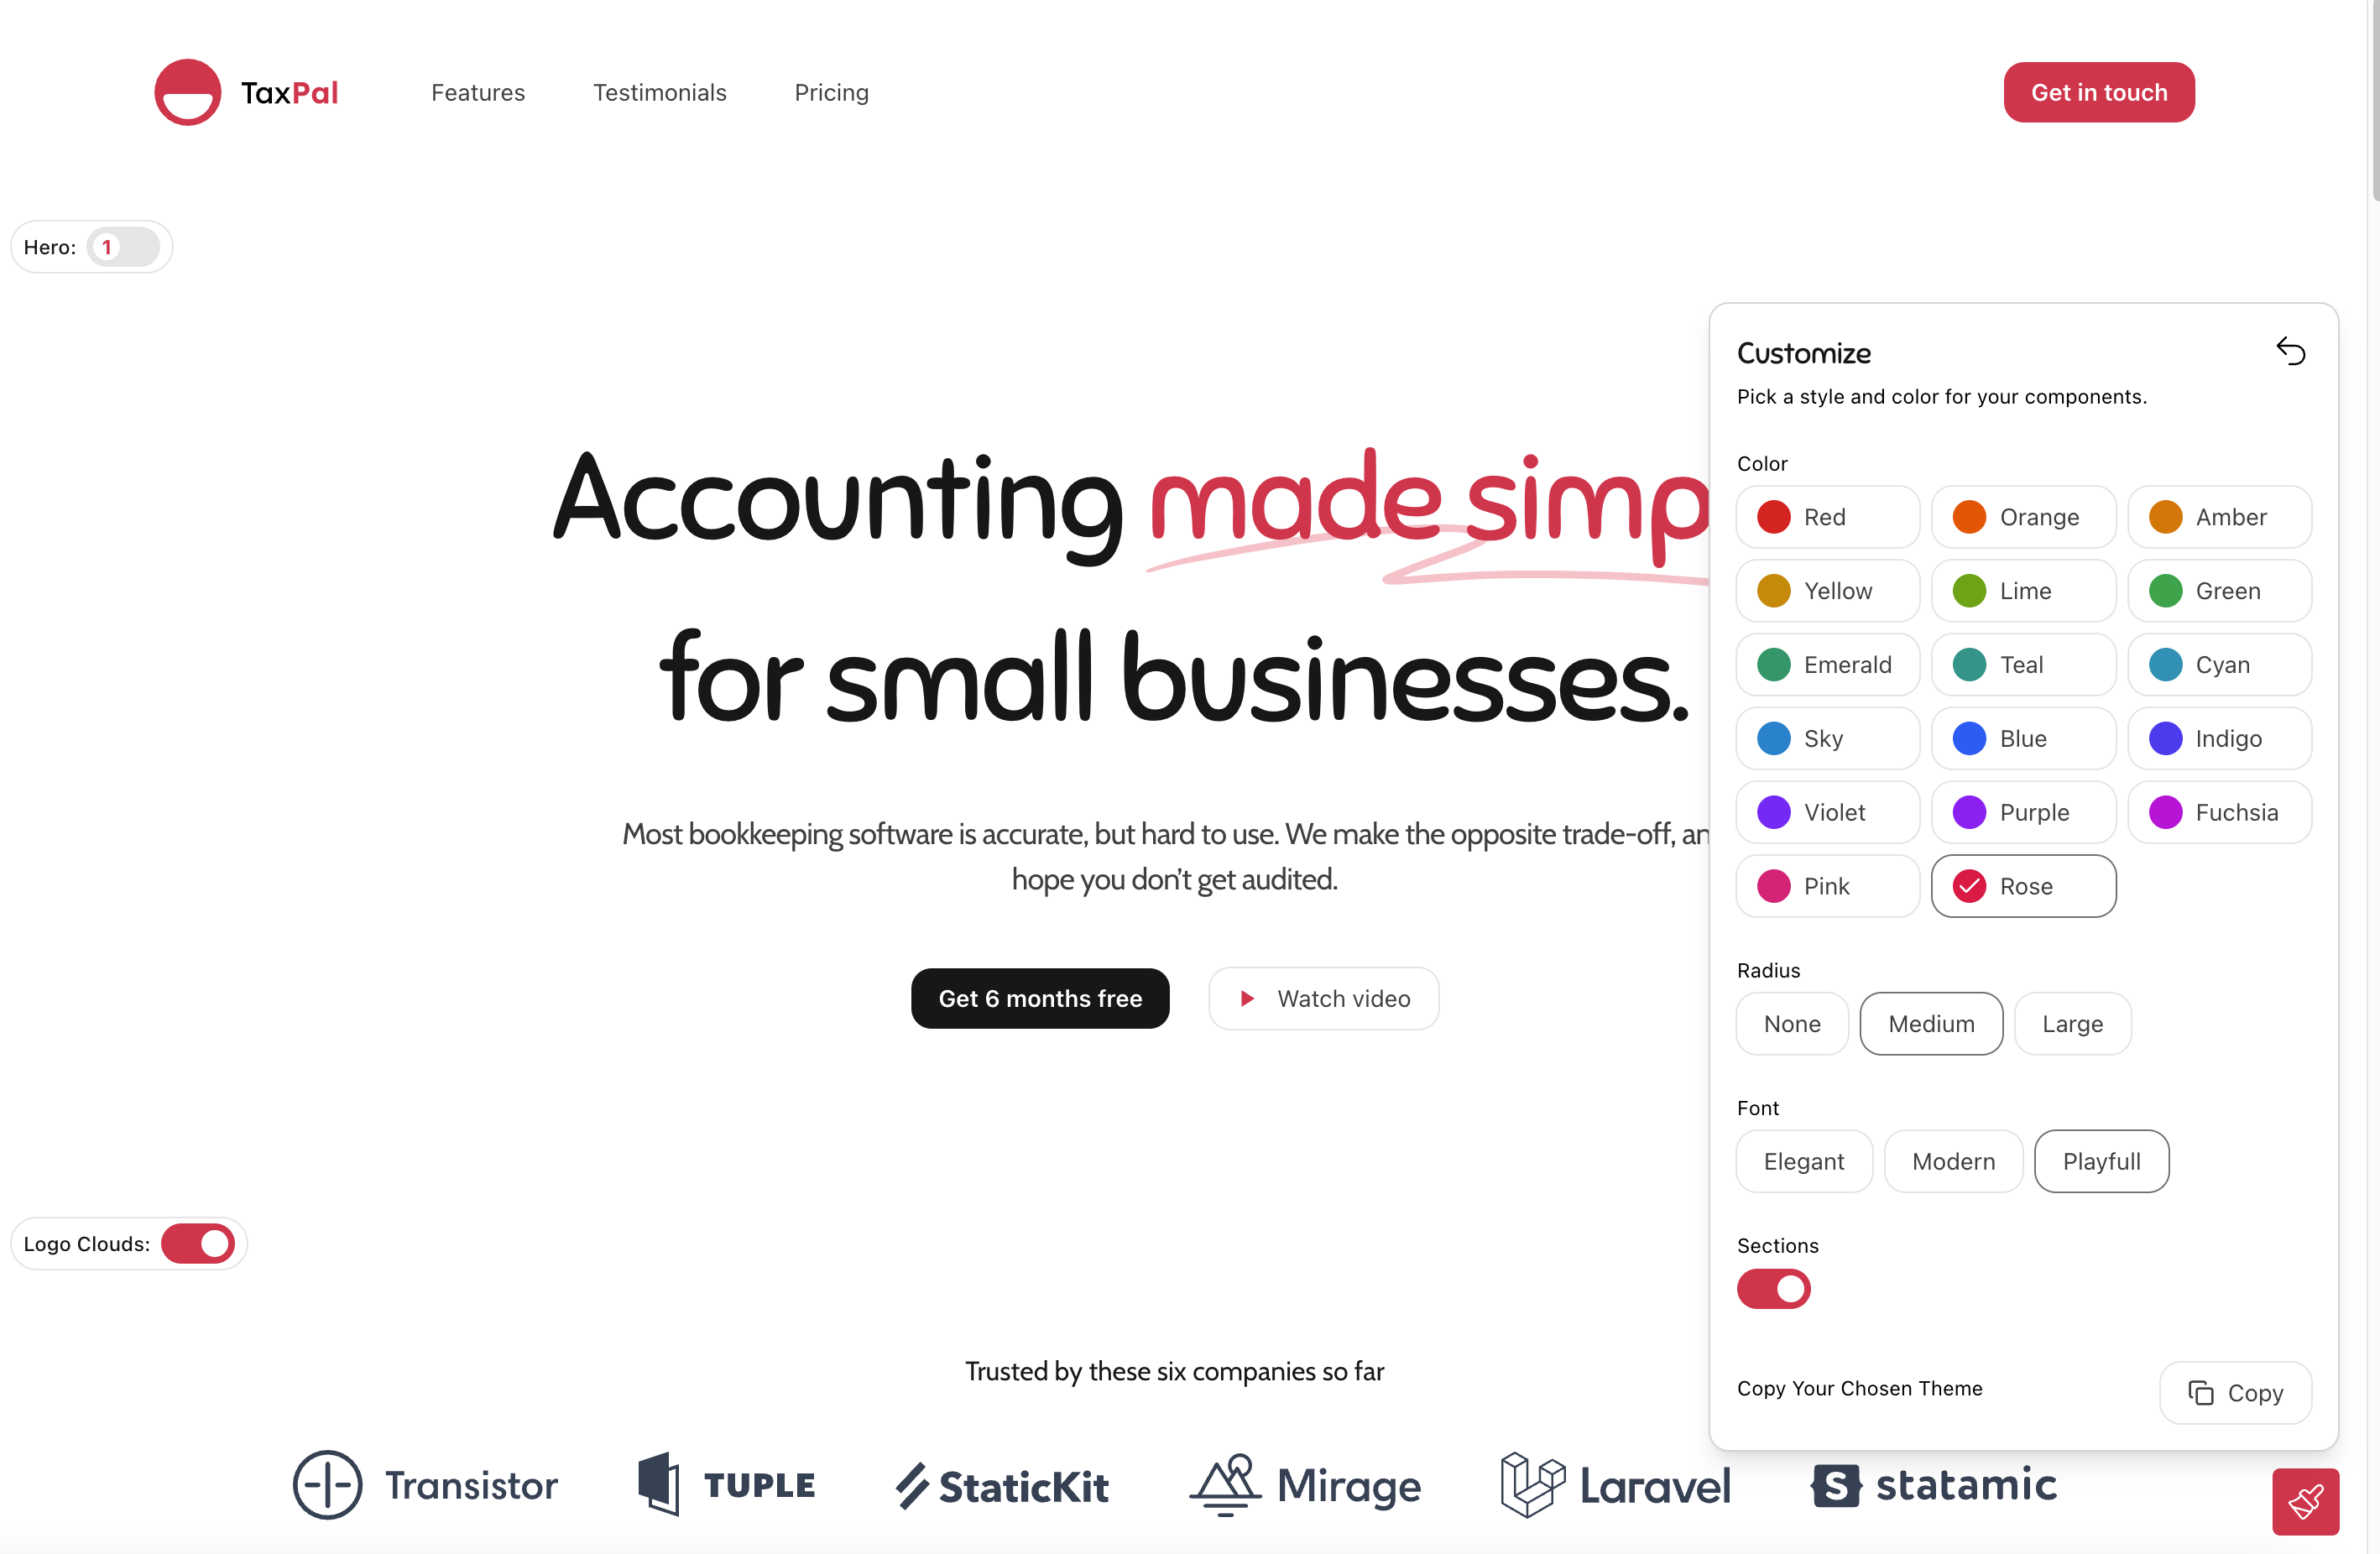 TaxPal
Features
Testimonials
Pricing
Get in touch
Hero: 1
Accounting made simp
for small businesses.
Most bookkeeping software is accurate, but hard to use. We make the opposite trade-off, an
hope you don’t get audited.
Get 6 months free
Watch video
Customize
Pick a style and color for your components.
Color
Red
Orange
Amber
Yellow
Lime
Green
Emerald
Teal
Cyan
Sky
Blue
Indigo
Violet
Purple
Fuchsia
Pink
Rose
Radius
None
Medium
Large
Font
Elegant
Modern
Playfull
Sections
Copy Your Chosen Theme
Copy
Logo Clouds:
Trusted by these six companies so far
Transistor
TUPLE
StaticKit
Mirage
Laravel
S statamic